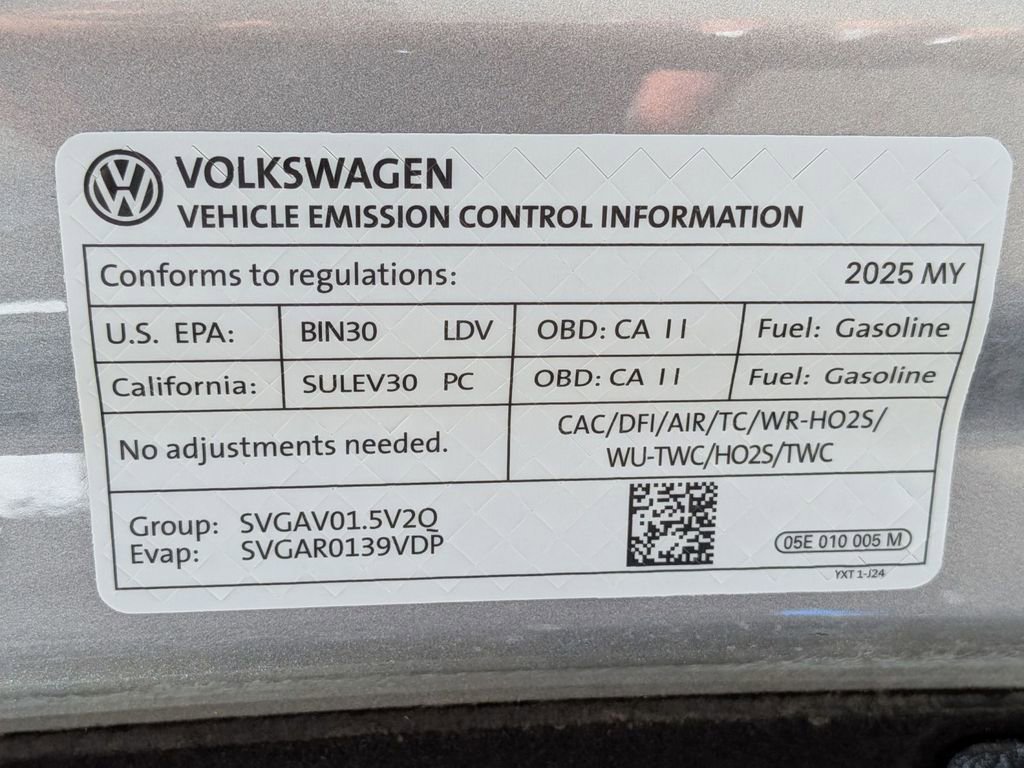 VOLKSWAGEN
VEHICLE EMISSION CONTROL INFORMATION
Conforms to regulations: 2025 MY
U.S. EPA: BIN30 LDV OBD: CA II Fuel: Gasoline
California: SULEV30 PC OBD: CA II Fuel: Gasoline
No adjustments needed. CAC/DFI/AIR/TC/WR-HO2S/
WU-TWC/HO2S/TWC
Group: SVGAV01.5V2Q
Evap: SVGAR0139VDP
05E 010 005 M
YXT 1-J24